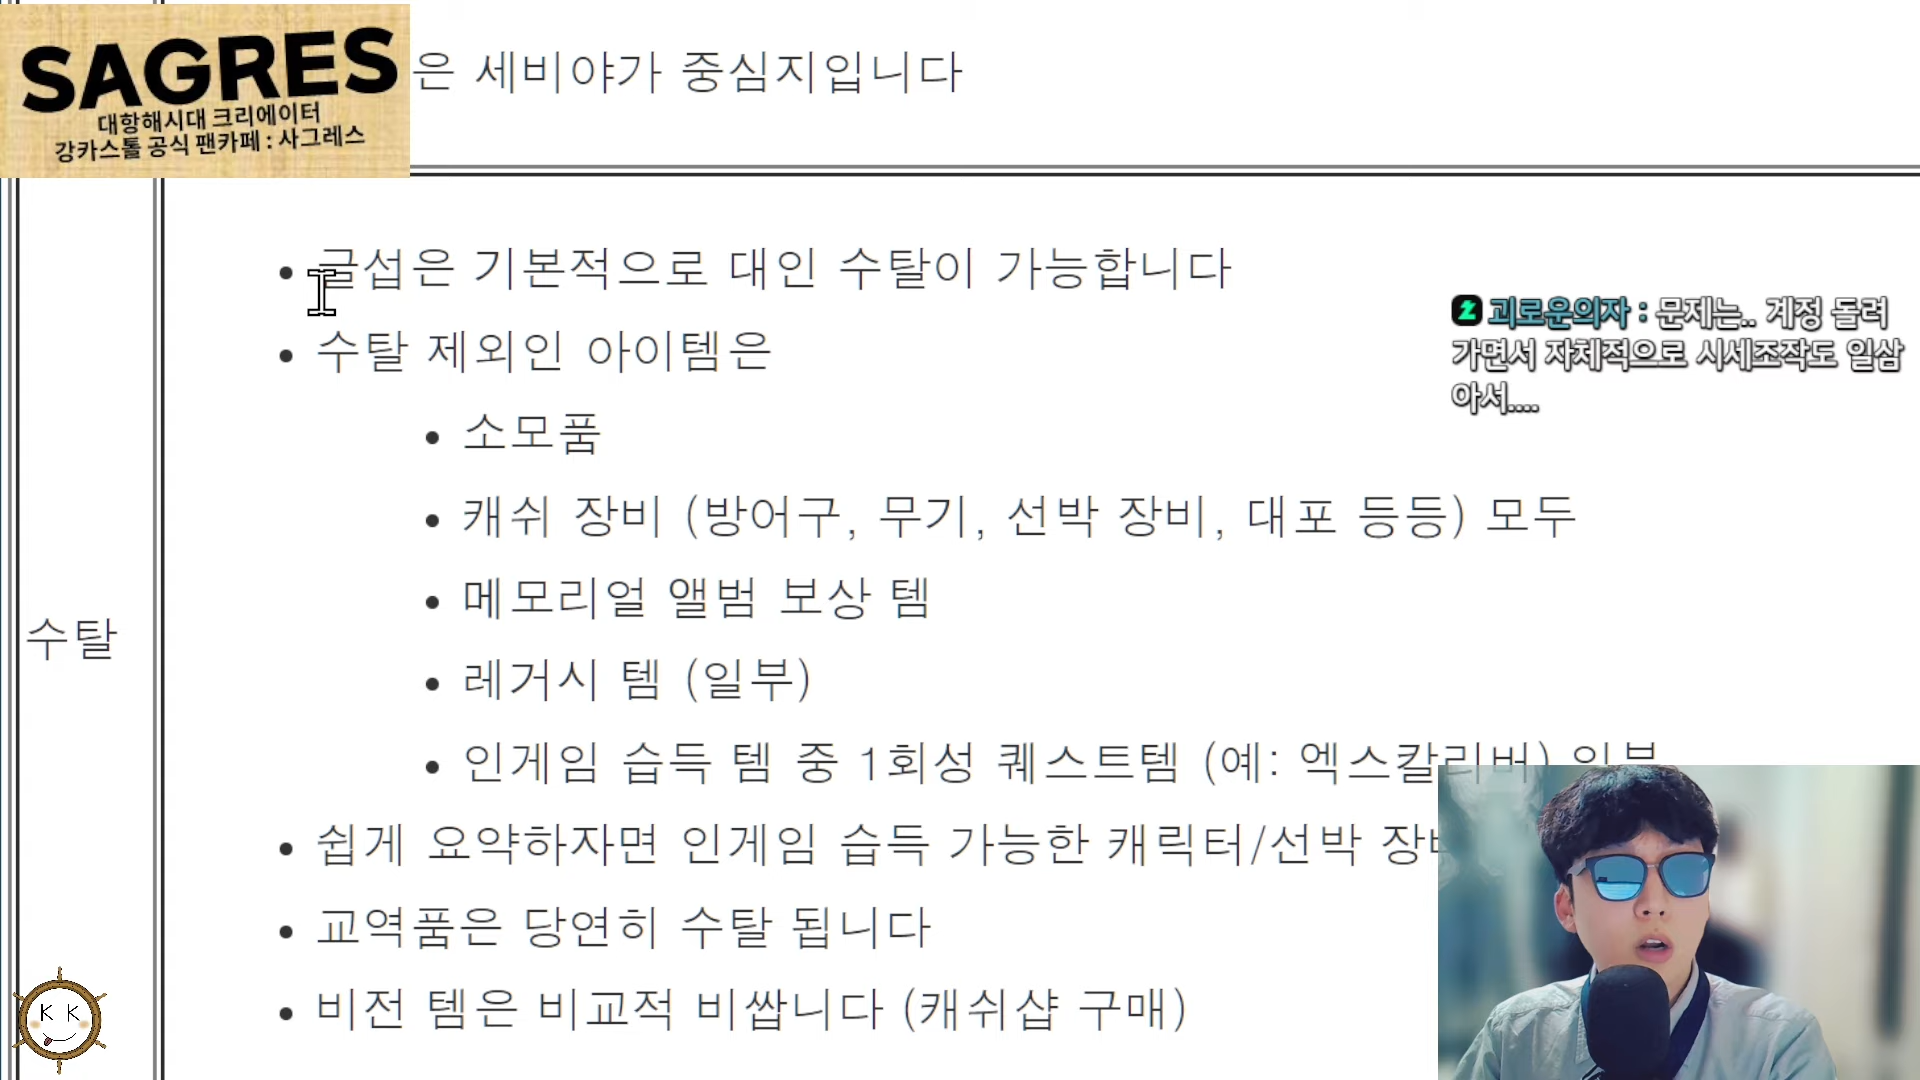 SAGRES
대항해시대 크리에이터
강카스톨 공식 팬카페 : 사그레스
은 세비야가 중심지입니다
글섭은 기본적으로 대인 수탈이 가능합니다
수탈 제외인 아이템은
소모품
캐쉬 장비 (방어구, 무기, 선박 장비, 대포 등등) 모두
메모리얼 앨범 보상 템
레거시 템 (일부)
인게임 습득 템 중 1회성 퀘스트템 (예: 엑스칼리버) 일부
쉽게 요약하자면 인게임 습득 가능한 캐릭터/선박 장비
교역품은 당연히 수탈 됩니다
비전 템은 비교적 비쌉니다 (캐쉬샵 구매)
수탈
괴로운의자 : 문제는.. 계정 돌려
가면서 자체적으로 시세조작도 일삼
아서....
K K